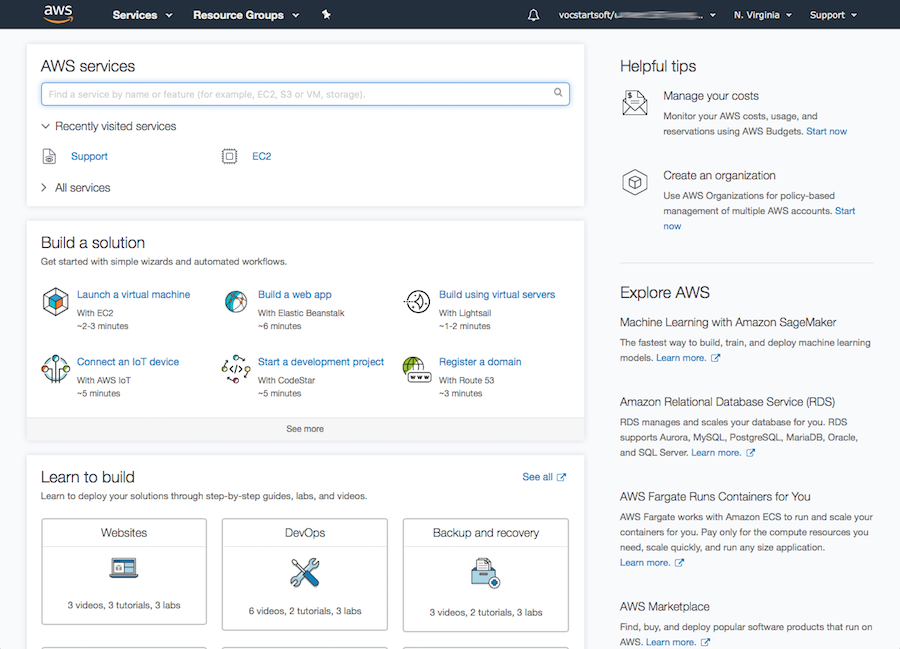 aws Services Resource Groups vocstartsoft/ .. N. Virginia Support
AWS services
Find a service by name or feature (for example, EC2, S3 or VM, storage).
Recently visited services
Support EC2
All services
Build a solution
Get started with simple wizards and automated workflows.
Launch a virtual machine
With EC2
~2-3 minutes
Build a web app
With Elastic Beanstalk
~6 minutes
Build using virtual servers
With Lightsail
~1-2 minutes
Connect an IoT device
With AWS IoT
~5 minutes
Start a development project
With CodeStar
~5 minutes
Register a domain
With Route 53
~3 minutes
See more
Learn to build
See all
Learn to deploy your solutions through step-by-step guides, labs, and videos.
Websites
3 videos, 3 tutorials, 3 labs
DevOps
6 videos, 2 tutorials, 3 labs
Backup and recovery
3 videos, 2 tutorials, 3 labs
Helpful tips
Manage your costs
Monitor your AWS costs, usage, and
reservations using AWS Budgets. Start now
Create an organization
Use AWS Organizations for policy-based
management of multiple AWS accounts. Start
now
Explore AWS
Machine Learning with Amazon SageMaker
The fastest way to build, train, and deploy machine learning
models. Learn more.
Amazon Relational Database Service (RDS)
RDS manages and scales your database for you. RDS
supports Aurora, MySQL, PostgreSQL, MariaDB, Oracle,
and SQL Server. Learn more.
AWS Fargate Runs Containers for You
AWS Fargate works with Amazon ECS to run and scale your
containers for you. Pay only for the compute resources you
need, scale quickly, and run any size application.
Learn more.
AWS Marketplace
Find, buy, and deploy popular software products that run on
AWS. Learn more.